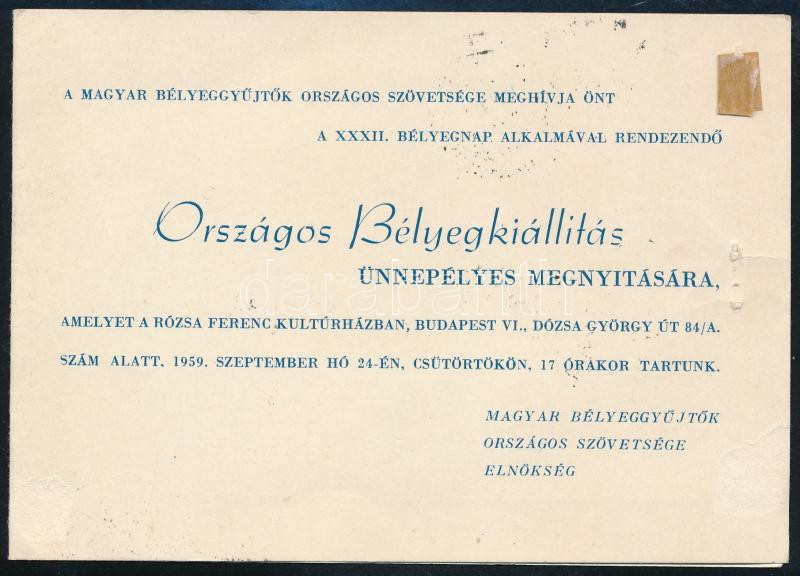 A MAGYAR BÉLYEGGYŰJTŐK ORSZÁGOS SZÖVETSÉGE MEGHÍVJA ÖNT
A XXXII. BÉLYEGNAP ALKALMÁVAL RENDEZENDŐ
Országos Bélyegkiállitás
ÜNNEPÉLYES MEGNYITÁSÁRA,
darabanth
AMELYET A RÓZSA FERENC KULTÚRHÁZBAN, BUDAPEST VI., DÓZSA GYÖRGY ÚT 84/A.
SZÁM ALATT, 1959. SZEPTEMBER HÓ 24-ÉN, CSÜTÖRTÖKÖN, 17 ÓRAKOR TARTUNK.
MAGYAR BÉLYEGGYŰJTŐK
ORSZÁGOS SZÖVETSÉGE
ELNÖKSÉG